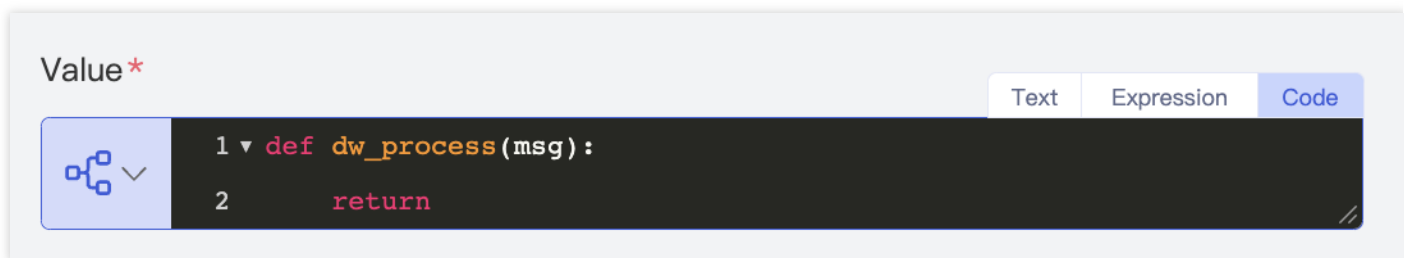 Value*
Text Expression Code
1 def dw_process(msg):
2     return